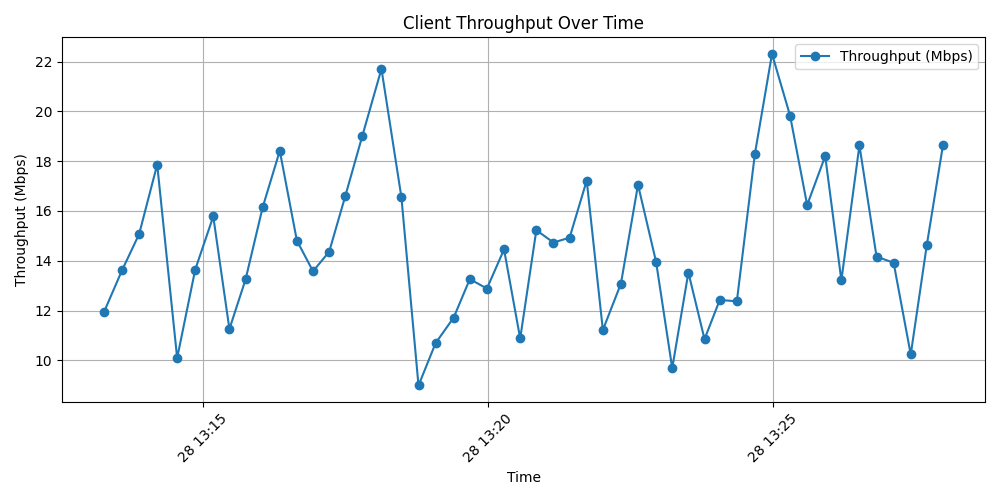 Client Throughput Over Time
Throughput (Mbps)
Throughput (Mbps)
22
20
18
16
14
12
10
28 13:15
28 13:20
28 13:25
Time